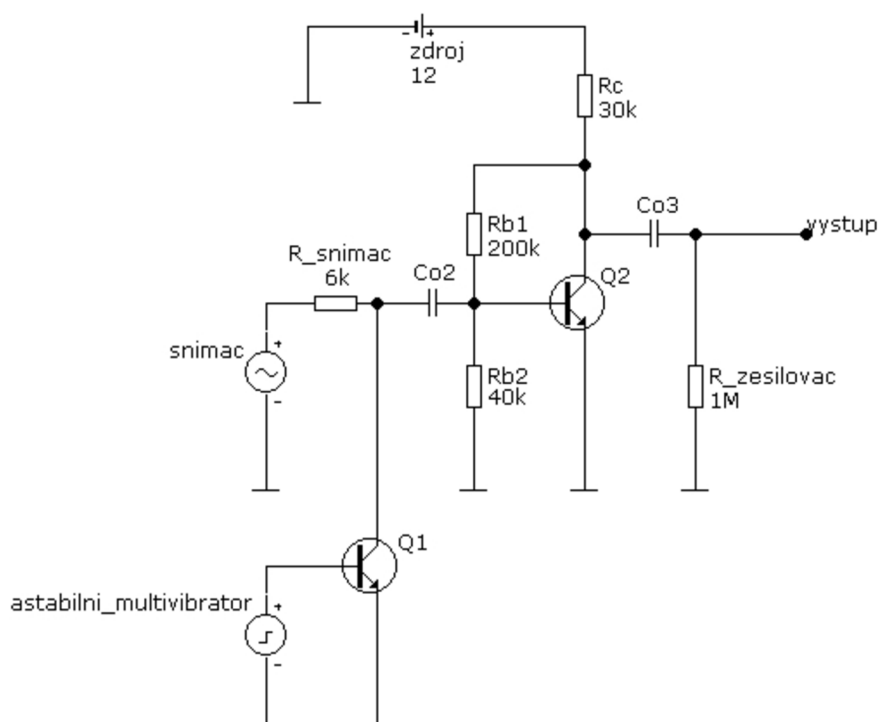 - +
zdroj
12
Rc
30k
Co3
vystup
Rb1
200k
R_snimac
6k
Co2
Q2
snimac
+
-
Rb2
40k
R_zesilovac
1M
Q1
astabilni_multivibrator
+
-